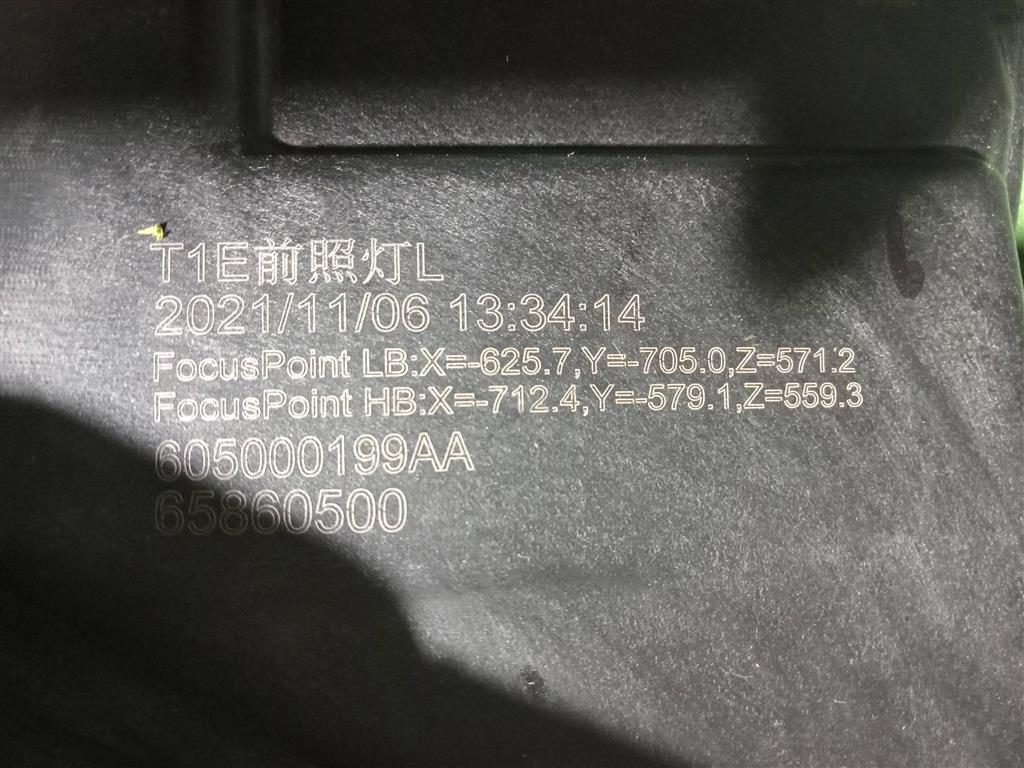 T1E前照灯L
2021/11/06 13:34:14
FocusPoint LB:X=-625.7,Y=-705.0,Z=571.2
FocusPoint HB:X=-712.4,Y=-579.1,Z=559.3
605000199AA
65860500